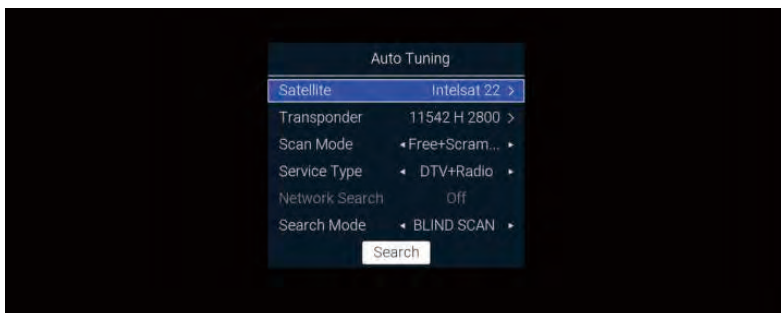 Auto Tuning
Satellite Intelsat 22 >
Transponder 11542 H 2800 >
Scan Mode ◂Free+Scram... ▸
Service Type ◂ DTV+Radio ▸
Network Search Off
Search Mode ◂ BLIND SCAN ▸
Search